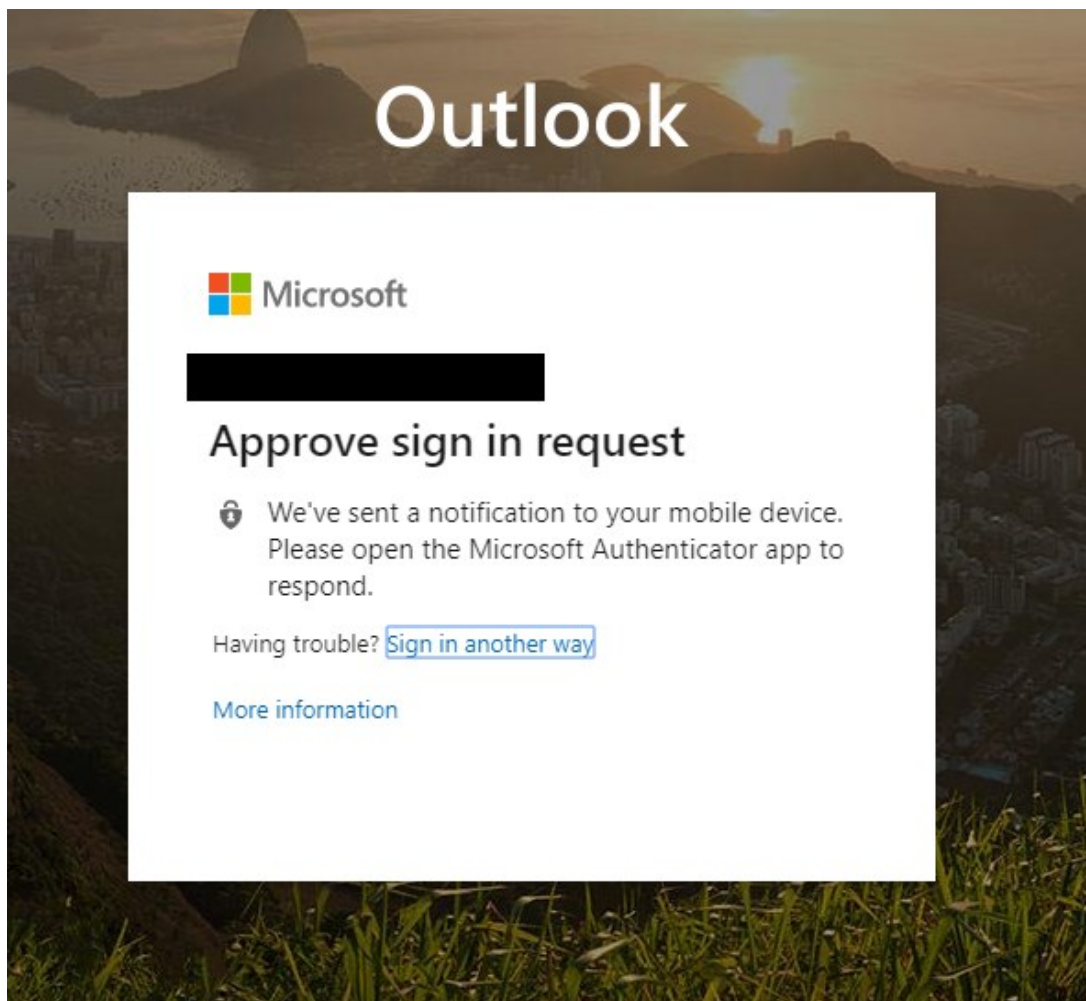 Outlook
Microsoft
Approve sign in request
We've sent a notification to your mobile device.
Please open the Microsoft Authenticator app to
respond.
Having trouble? Sign in another way
More information